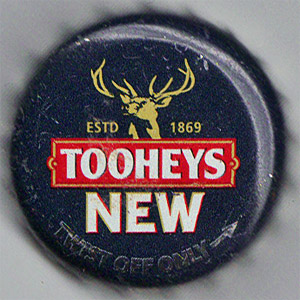 ESTD 1869
TOOHEYS
NEW
TWIST OFF ONLY